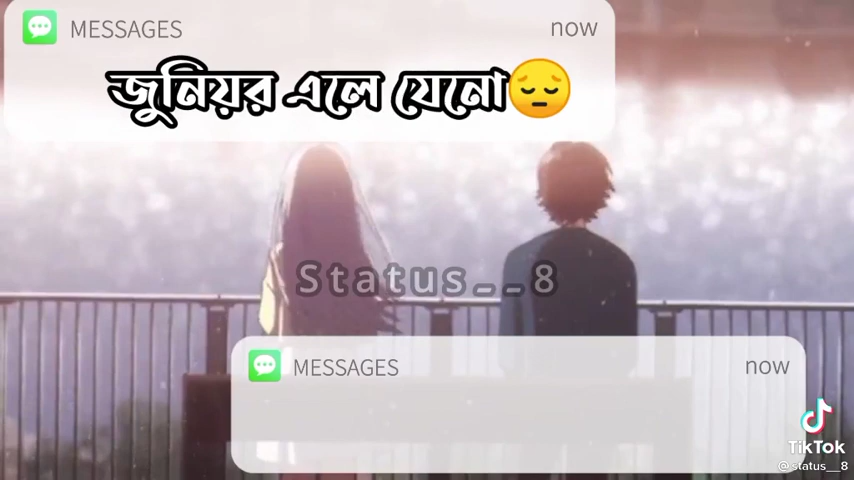 MESSAGES now
জুনিয়র এলে যেনো😔
Status__8
MESSAGES now
TikTok
@status__8